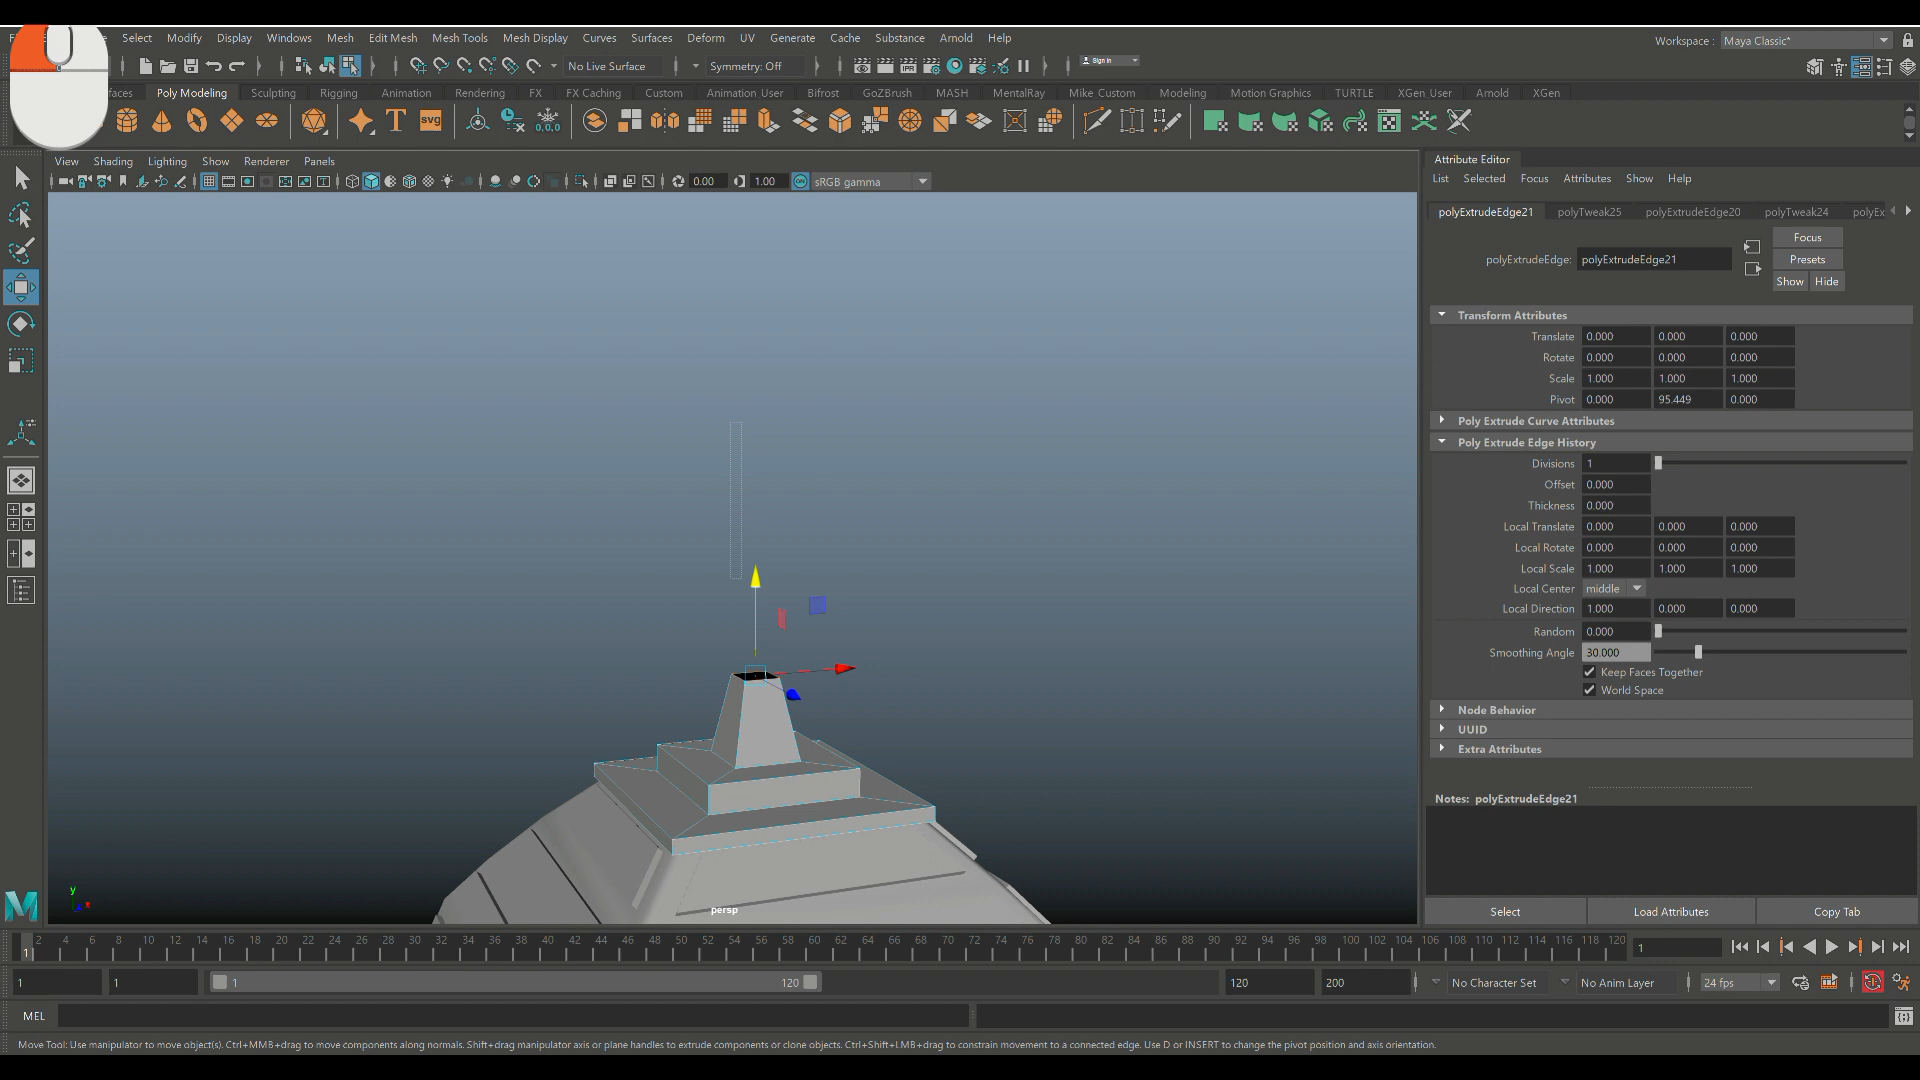 Select Modify Display Windows Mesh Edit Mesh Mesh Tools Mesh Display Curves Surfaces Deform UV Generate Cache Substance Arnold Help
Workspace : Maya Classic*
No Live Surface Symmetry: Off Sign In
faces Poly Modeling Sculpting Rigging Animation Rendering FX FX Caching Custom Animation_User Bifrost GoZBrush MASH MentalRay Mike_Custom Modeling Motion Graphics TURTLE XGen_User Arnold XGen
T svg 0,0,0
View Shading Lighting Show Renderer Panels
0.00 1.00 ON sRGB gamma
Attribute Editor
List Selected Focus Attributes Show Help
polyExtrudeEdge21 polyTweak25 polyExtrudeEdge20 polyTweak24 polyEx
Focus
polyExtrudeEdge: polyExtrudeEdge21 Presets
Show Hide
Transform Attributes
Translate 0.000 0.000 0.000
Rotate 0.000 0.000 0.000
Scale 1.000 1.000 1.000
Pivot 0.000 95.449 0.000
Poly Extrude Curve Attributes
Poly Extrude Edge History
Divisions 1
Offset 0.000
Thickness 0.000
Local Translate 0.000 0.000 0.000
Local Rotate 0.000 0.000 0.000
Local Scale 1.000 1.000 1.000
Local Center middle
Local Direction 1.000 0.000 0.000
Random 0.000
Smoothing Angle 30.000
Keep Faces Together
World Space
Node Behavior
UUID
Extra Attributes
Notes: polyExtrudeEdge21
Select Load Attributes Copy Tab
y
x
persp
M
1 2 4 6 8 10 12 14 16 18 20 22 24 26 28 30 32 34 36 38 40 42 44 46 48 50 52 54 56 58 60 62 64 66 68 70 72 74 76 78 80 82 84 86 88 90 92 94 96 98 100 102 104 106 108 110 112 114 116 118 120 1
1 1 1 120 120 200 No Character Set No Anim Layer 24 fps
MEL
Move Tool: Use manipulator to move object(s). Ctrl+MMB+drag to move components along normals. Shift+drag manipulator axis or plane handles to extrude components or clone objects. Ctrl+Shift+LMB+drag to constrain movement to a connected edge. Use D or INSERT to change the pivot position and axis orientation.